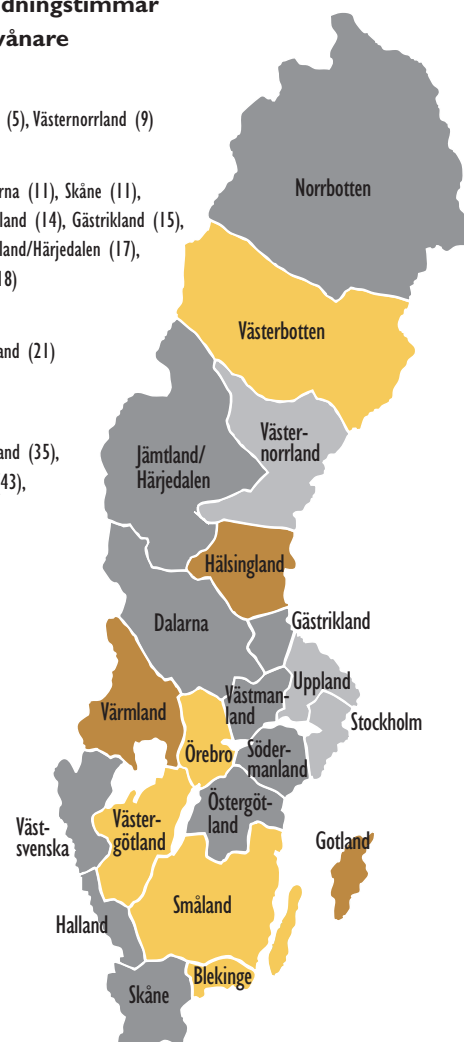 dningstimmar
vånare
(5), Västernorrland (9)
rna (11), Skåne (11),
land (14), Gästrikland (15),
land/Härjedalen (17),
18)
and (21)
and (35),
43),
Norrbotten
Västerbotten
Väster-
norrland
Jämtland/
Härjedalen
Hälsingland
Gästrikland
Dalarna
Uppland
Västman-
land
Värmland
Stockholm
Örebro
Söder-
manland
Östergöt-
land
Väster-
götland
Väst-
svenska
Gotland
Småland
Halland
Blekinge
Skåne